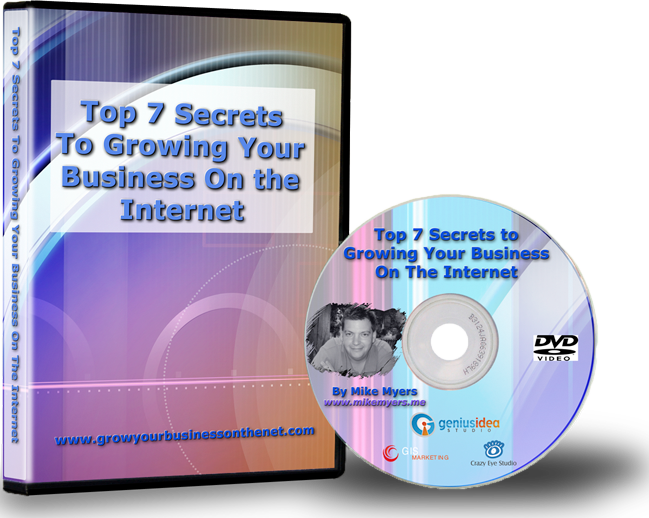 Top 7 Secrets To Growing Your Business On The Internet
Top 7 Secrets
To Growing Your
Business On the
Internet
www.growyourbusinessonthenet.com
Top 7 Secrets to
Growing Your Business
On The Internet
DVD
VIDEO
By Mike Myers
www.mikemyers.me
geniusidea
STUDIO
MARKETING
Crazy Eye Studio